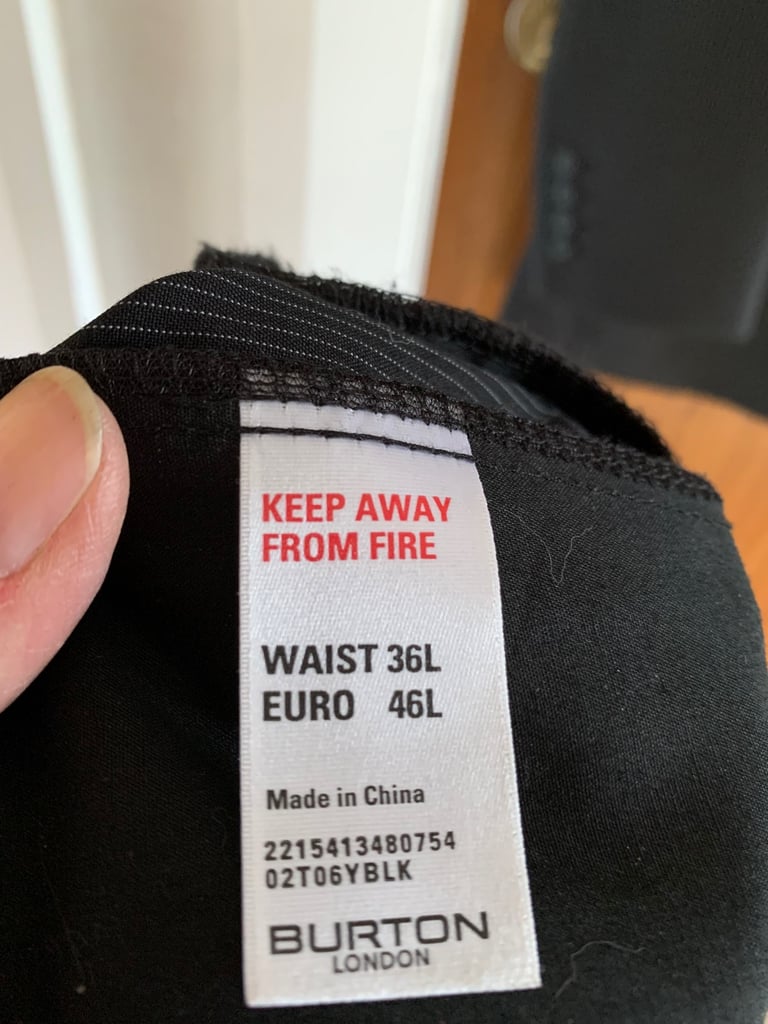 KEEP AWAY
FROM FIRE
WAIST 36L
EURO 46L
Made in China
2215413480754
02T06YBLK
BURTON
LONDON